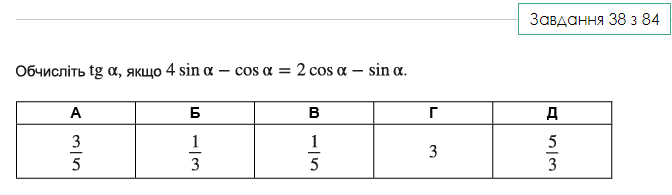 Завдання 38 з 84
Обчисліть tg α, якщо 4 sin α − cos α = 2 cos α − sin α.
А Б В Г Д
3/5 1/3 1/5 3 5/3